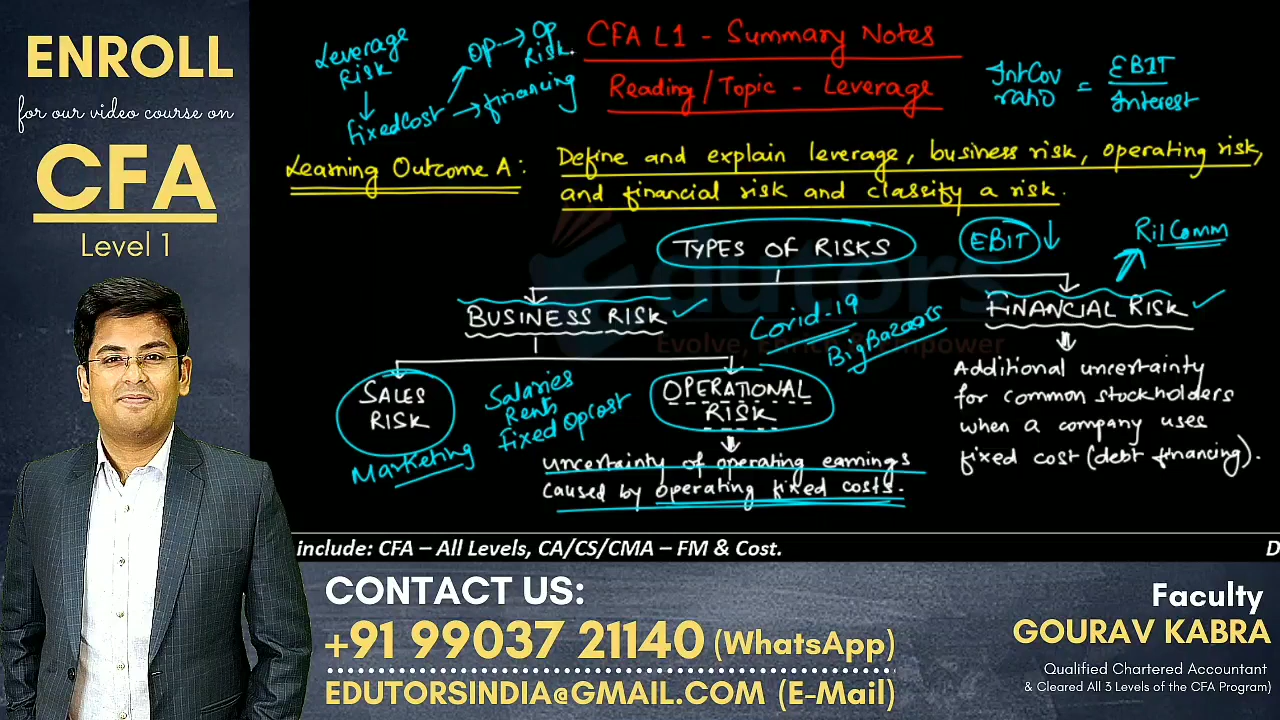 ENROLL
for our video course on
CFA
Level 1
Leverage
Risk
Fixed Cost
Op → Op
Risk
financing
CFA L1 - Summary Notes
Reading/Topic - Leverage
IntCov
ratio = EBIT
Interest
Learning Outcome A:
Define and explain leverage, business risk, operating risk,
and financial risk and classify a risk.
TYPES OF RISKS
EBIT ↓
RilComm
BUSINESS RISK
Covid-19
BigBazaars
FINANCIAL RISK
Evolve, Enrich, Empower
SALES
RISK
Marketing
Salaries
Rent
Fixed OpCost
OPERATIONAL
RISK
uncertainty of operating earnings
caused by operating fixed costs.
Additional uncertainty
for common stockholders
when a company uses
fixed cost (debt financing).
include: CFA – All Levels, CA/CS/CMA – FM & Cost.
D
CONTACT US:
+91 99037 21140 (WhatsApp)
EDUTORSINDIA@GMAIL.COM (E-Mail)
Faculty
GOURAV KABRA
Qualified Chartered Accountant
& Cleared All 3 Levels of the CFA Program)